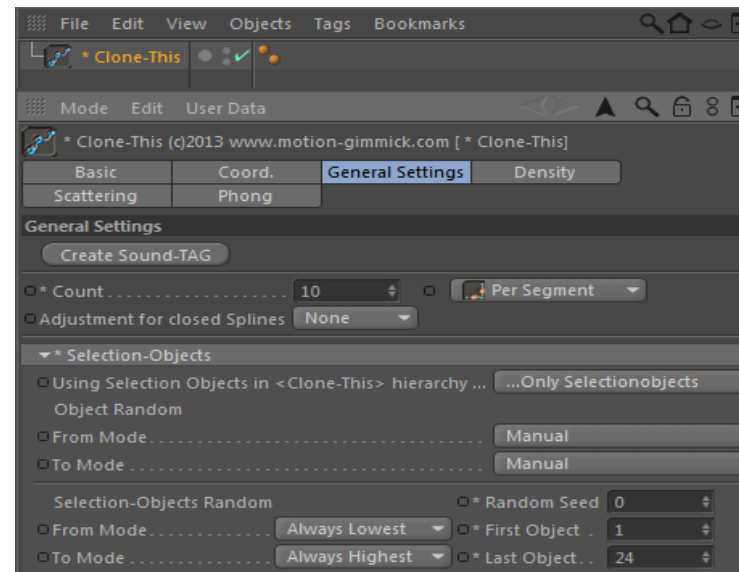 File Edit View Objects Tags Bookmarks
* Clone-This
Mode Edit User Data
* Clone-This (c)2013 www.motion-gimmick.com [ * Clone-This]
Basic Coord. General Settings Density
Scattering Phong
General Settings
Create Sound-TAG
* Count . . . . . . . . . . . . . . . . . . . 10 Per Segment
Adjustment for closed Splines None
* Selection-Objects
Using Selection Objects in <Clone-This> hierarchy ... ...Only Selectionobjects
Object Random
From Mode. . . . . . . . . . . . . . . . . . . . . . . . . . . . . . . . . . . Manual
To Mode . . . . . . . . . . . . . . . . . . . . . . . . . . . . . . . . . . . . . Manual
Selection-Objects Random * Random Seed 0
From Mode. . . . . . . . . . . . . Always Lowest * First Object . 1
To Mode . . . . . . . . . . . . . . . Always Highest * Last Object. . 24